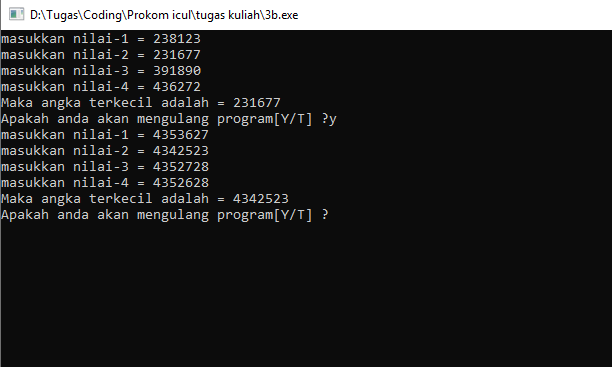 D:\Tugas\Coding\Prokom icul\tugas kuliah\3b.exe
masukkan nilai-1 = 238123
masukkan nilai-2 = 231677
masukkan nilai-3 = 391890
masukkan nilai-4 = 436272
Maka angka terkecil adalah = 231677
Apakah anda akan mengulang program[Y/T] ?y
masukkan nilai-1 = 4353627
masukkan nilai-2 = 4342523
masukkan nilai-3 = 4352728
masukkan nilai-4 = 4352628
Maka angka terkecil adalah = 4342523
Apakah anda akan mengulang program[Y/T] ?